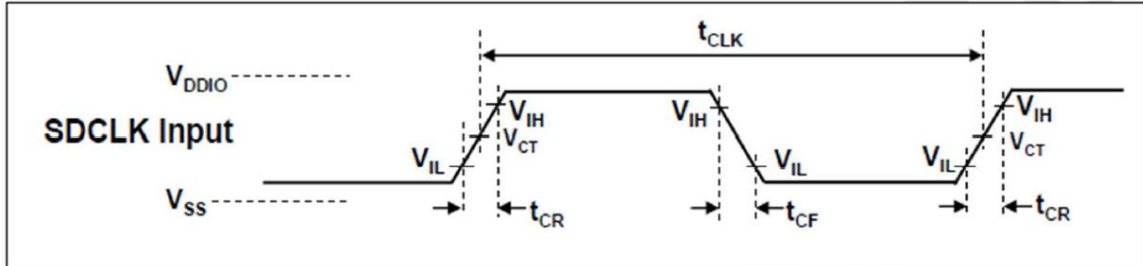 tCLK
VDDIO
SDCLK Input
VIH
VIH
VIH
VCT
VCT
VIL
VIL
VIL
VSS
tCR
tCF
tCR